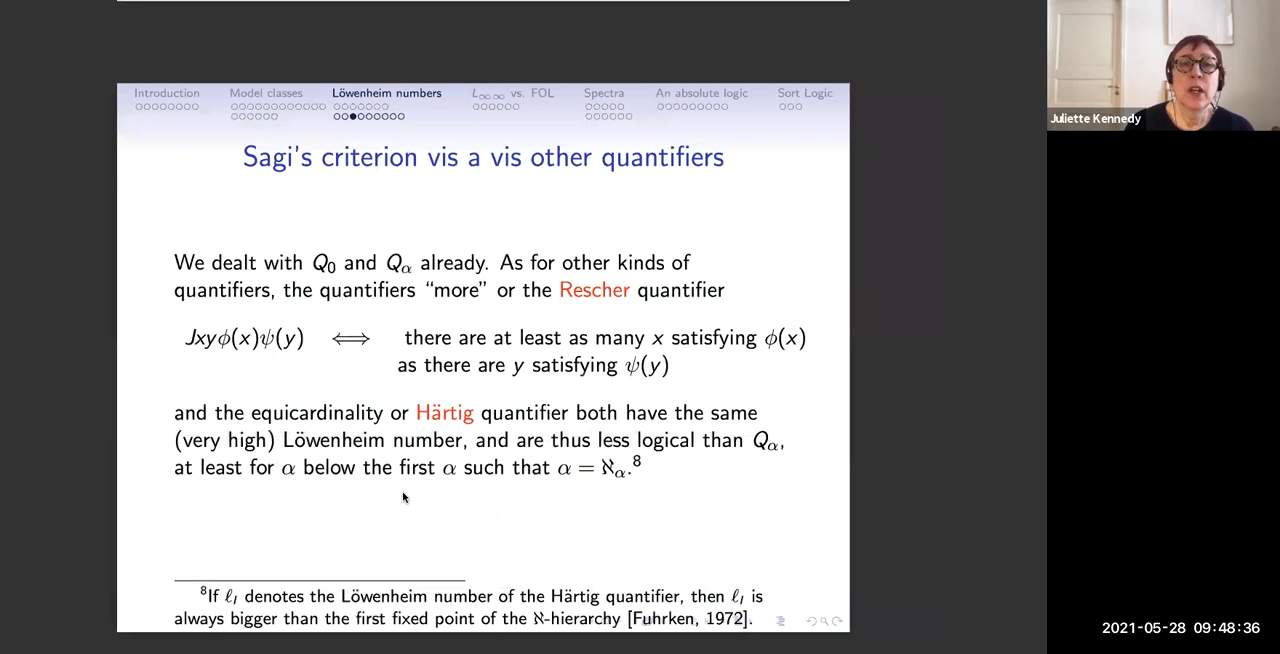 Introduction Model classes Löwenheim numbers L∞∞ vs. FOL Spectra An absolute logic Sort Logic
Sagi's criterion vis a vis other quantifiers
We dealt with Q₀ and Qα already. As for other kinds of
quantifiers, the quantifiers “more” or the Rescher quantifier
Jxyϕ(x)ψ(y) ⟺ there are at least as many x satisfying ϕ(x)
as there are y satisfying ψ(y)
and the equicardinality or Härtig quantifier both have the same
(very high) Löwenheim number, and are thus less logical than Qα,
at least for α below the first α such that α = ℵα.⁸
⁸If ℓI denotes the Löwenheim number of the Härtig quantifier, then ℓI is
always bigger than the first fixed point of the ℵ-hierarchy [Fuhrken, 1972].
Juliette Kennedy
2021-05-28 09:48:36